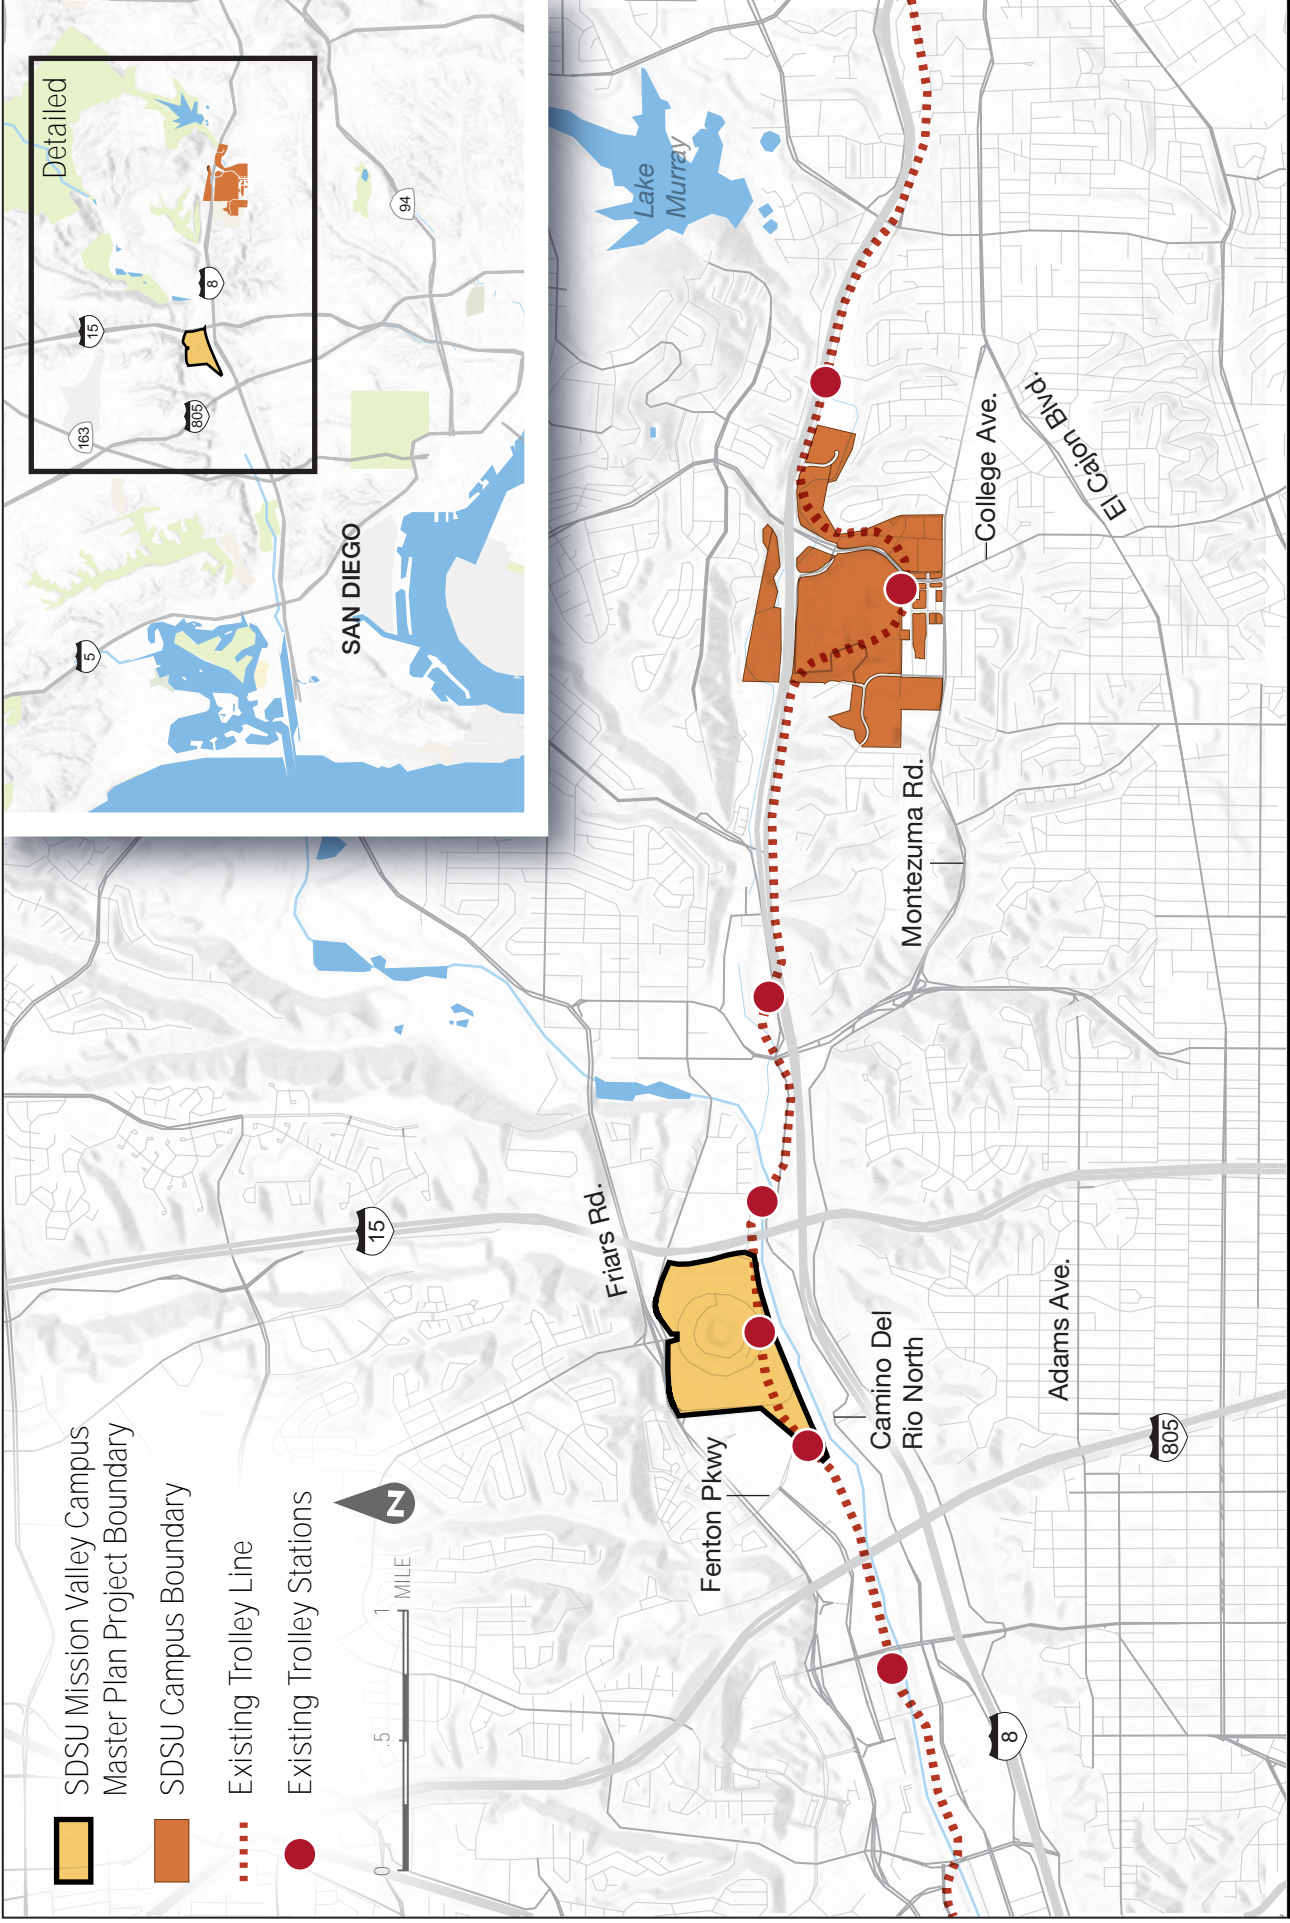 SDSU Mission Valley Campus
Master Plan Project Boundary
SDSU Campus Boundary
Existing Trolley Line
Existing Trolley Stations
0
.5
1
MILE
N
Detailed
163
15
805
8
94
5
SAN DIEGO
Lake
Murray
15
Friars Rd.
Fenton Pkwy
Camino Del
Rio North
Adams Ave.
Montezuma Rd.
College Ave.
El Cajon Blvd.
805
8